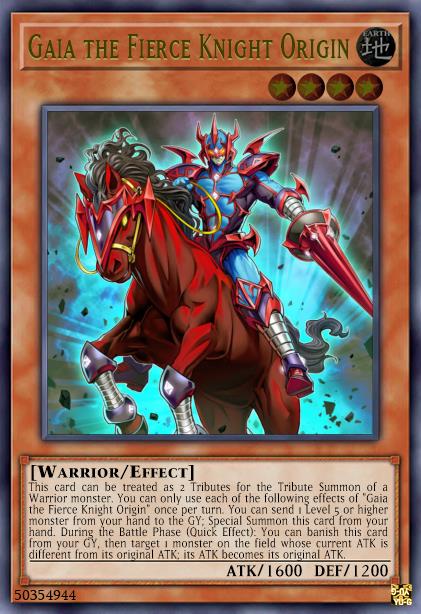 GAIA THE FIERCE KNIGHT ORIGIN
EARTH
地
[WARRIOR/EFFECT]
This card can be treated as 2 Tributes for the Tribute Summon of a
Warrior monster. You can only use each of the following effects of "Gaia
the Fierce Knight Origin" once per turn. You can send 1 Level 5 or higher
monster from your hand to the GY; Special Summon this card from your
hand. During the Battle Phase (Quick Effect): You can banish this card
from your GY, then target 1 monster on the field whose current ATK is
different from its original ATK; its ATK becomes its original ATK.
ATK/1600 DEF/1200
50354944